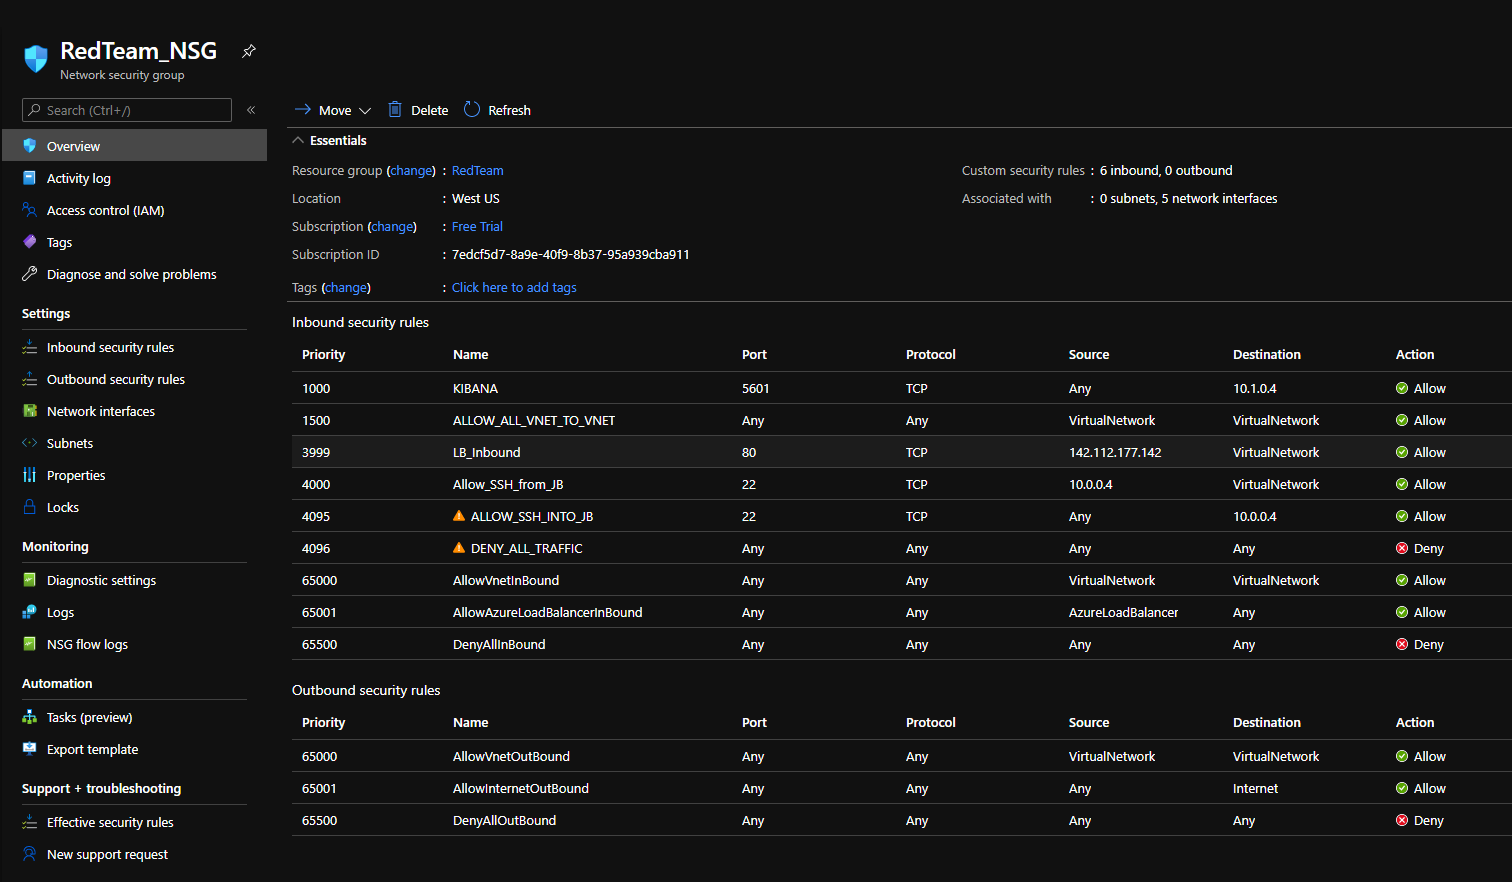 RedTeam_NSG
Network security group
Search (Ctrl+/)
«
Overview
Activity log
Access control (IAM)
Tags
Diagnose and solve problems
Settings
Inbound security rules
Outbound security rules
Network interfaces
Subnets
Properties
Locks
Monitoring
Diagnostic settings
Logs
NSG flow logs
Automation
Tasks (preview)
Export template
Support + troubleshooting
Effective security rules
New support request
Move Delete Refresh
Essentials
Resource group (change) : RedTeam
Location : West US
Subscription (change) : Free Trial
Subscription ID : 7edcf5d7-8a9e-40f9-8b37-95a939cba911
Tags (change) : Click here to add tags
Custom security rules : 6 inbound, 0 outbound
Associated with : 0 subnets, 5 network interfaces
Inbound security rules
Priority Name Port Protocol Source Destination Action
1000 KIBANA 5601 TCP Any 10.1.0.4 Allow
1500 ALLOW_ALL_VNET_TO_VNET Any Any VirtualNetwork VirtualNetwork Allow
3999 LB_Inbound 80 TCP 142.112.177.142 VirtualNetwork Allow
4000 Allow_SSH_from_JB 22 TCP 10.0.0.4 VirtualNetwork Allow
4095 ALLOW_SSH_INTO_JB 22 TCP Any 10.0.0.4 Allow
4096 DENY_ALL_TRAFFIC Any Any Any Any Deny
65000 AllowVnetInBound Any Any VirtualNetwork VirtualNetwork Allow
65001 AllowAzureLoadBalancerInBound Any Any AzureLoadBalancer Any Allow
65500 DenyAllInBound Any Any Any Any Deny
Outbound security rules
Priority Name Port Protocol Source Destination Action
65000 AllowVnetOutBound Any Any VirtualNetwork VirtualNetwork Allow
65001 AllowInternetOutBound Any Any Any Internet Allow
65500 DenyAllOutBound Any Any Any Any Deny